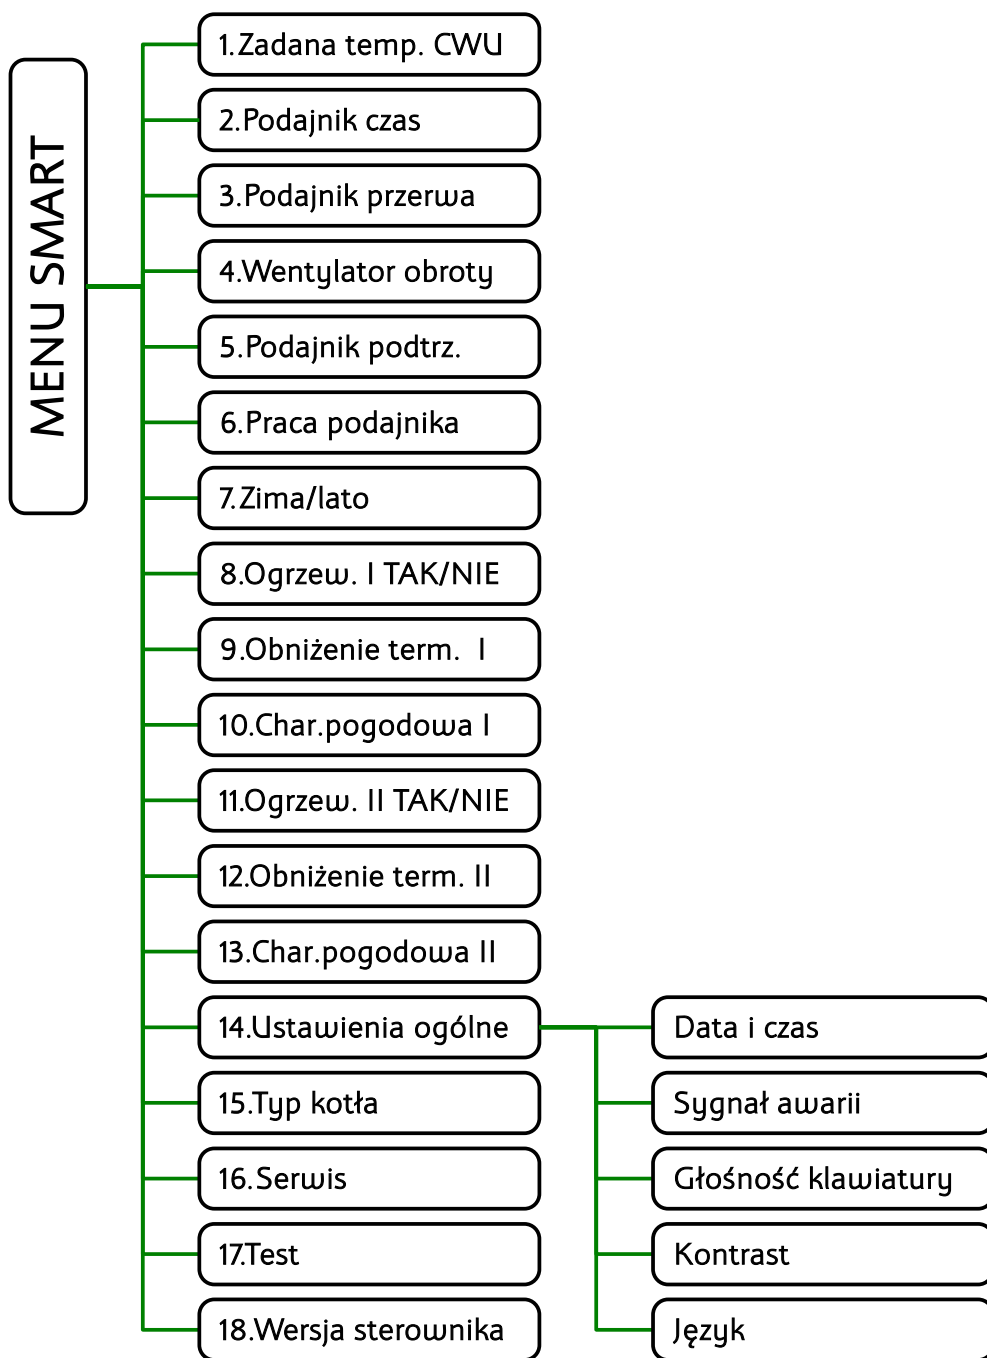 MENU SMART
1.Zadana temp. CWU
2.Podajnik czas
3.Podajnik przerwa
4.Wentylator obroty
5.Podajnik podtrz.
6.Praca podajnika
7.Zima/lato
8.Ogrzew. I TAK/NIE
9.Obniżenie term.  I
10.Char.pogodowa I
11.Ogrzew. II TAK/NIE
12.Obniżenie term. II
13.Char.pogodowa II
14.Ustawienia ogólne
Data i czas
Sygnał awarii
Głośność klawiatury
Kontrast
Język
15.Typ kotła
16.Serwis
17.Test
18.Wersja sterownika